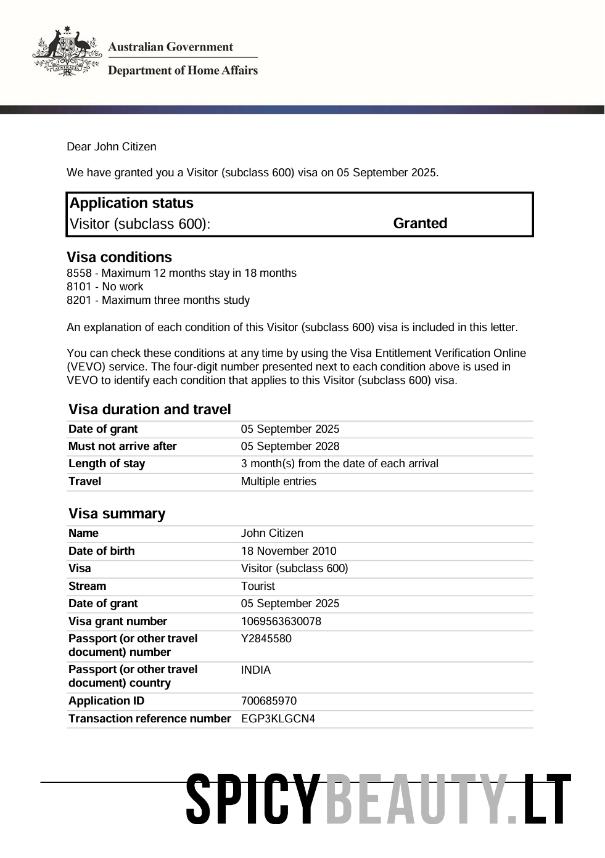 Australian Government
Department of Home Affairs
Dear John Citizen
We have granted you a Visitor (subclass 600) visa on 05 September 2025.
Application status
Visitor (subclass 600): Granted
Visa conditions
8558 - Maximum 12 months stay in 18 months
8101 - No work
8201 - Maximum three months study
An explanation of each condition of this Visitor (subclass 600) visa is included in this letter.
You can check these conditions at any time by using the Visa Entitlement Verification Online
(VEVO) service. The four-digit number presented next to each condition above is used in
VEVO to identify each condition that applies to this Visitor (subclass 600) visa.
Visa duration and travel
Date of grant 05 September 2025
Must not arrive after 05 September 2028
Length of stay 3 month(s) from the date of each arrival
Travel Multiple entries
Visa summary
Name John Citizen
Date of birth 18 November 2010
Visa Visitor (subclass 600)
Stream Tourist
Date of grant 05 September 2025
Visa grant number 1069563630078
Passport (or other travel Y2845580
document) number
Passport (or other travel INDIA
document) country
Application ID 700685970
Transaction reference number EGP3KLGCN4
SPICYBEAUTY.LT